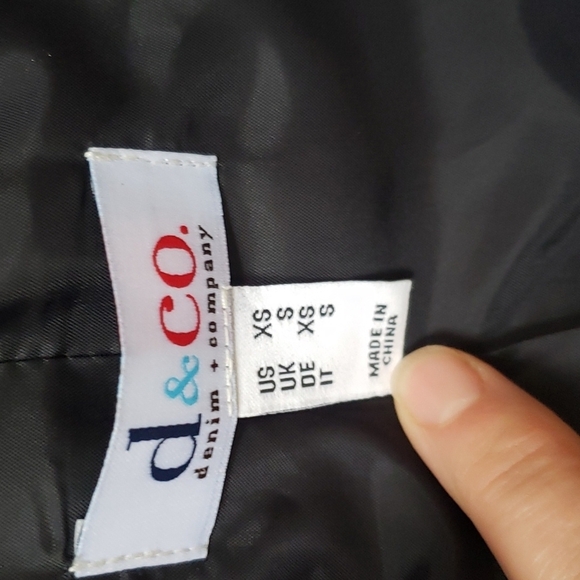 d&co.
denim + company
US XS
UK S
DE XS
IT S
MADE IN
CHINA